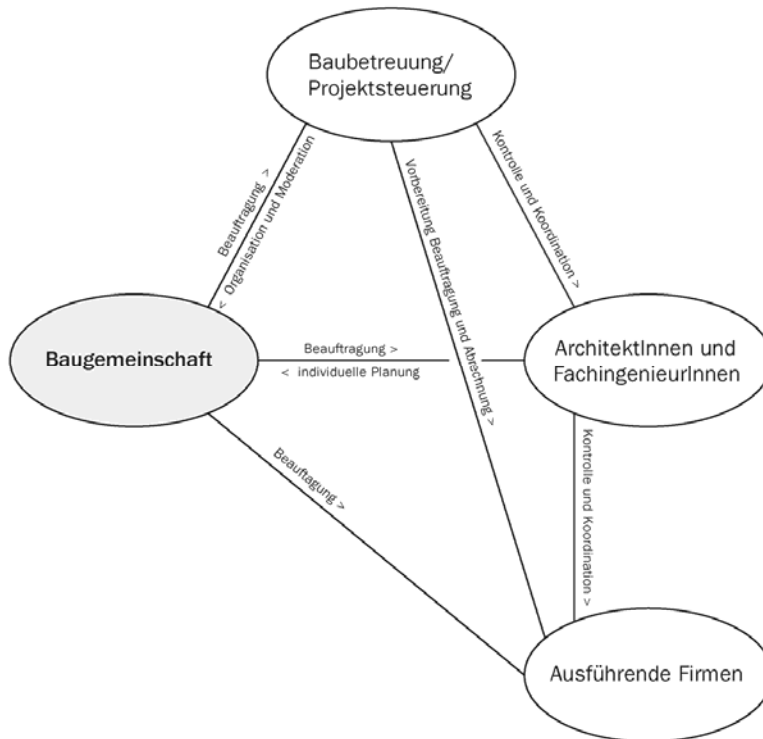 Baubetreuung/
Projektsteuerung
Beauftragung >
< Organisation und Moderation
Vorbereitung Beauftragung und Abrechnung >
Kontrolle und Koordination >
Baugemeinschaft
Beauftragung >
< individuelle Planung
ArchitektInnen und
FachingenieurInnen
Beauftagung >
Kontrolle und Koordination >
Ausführende Firmen